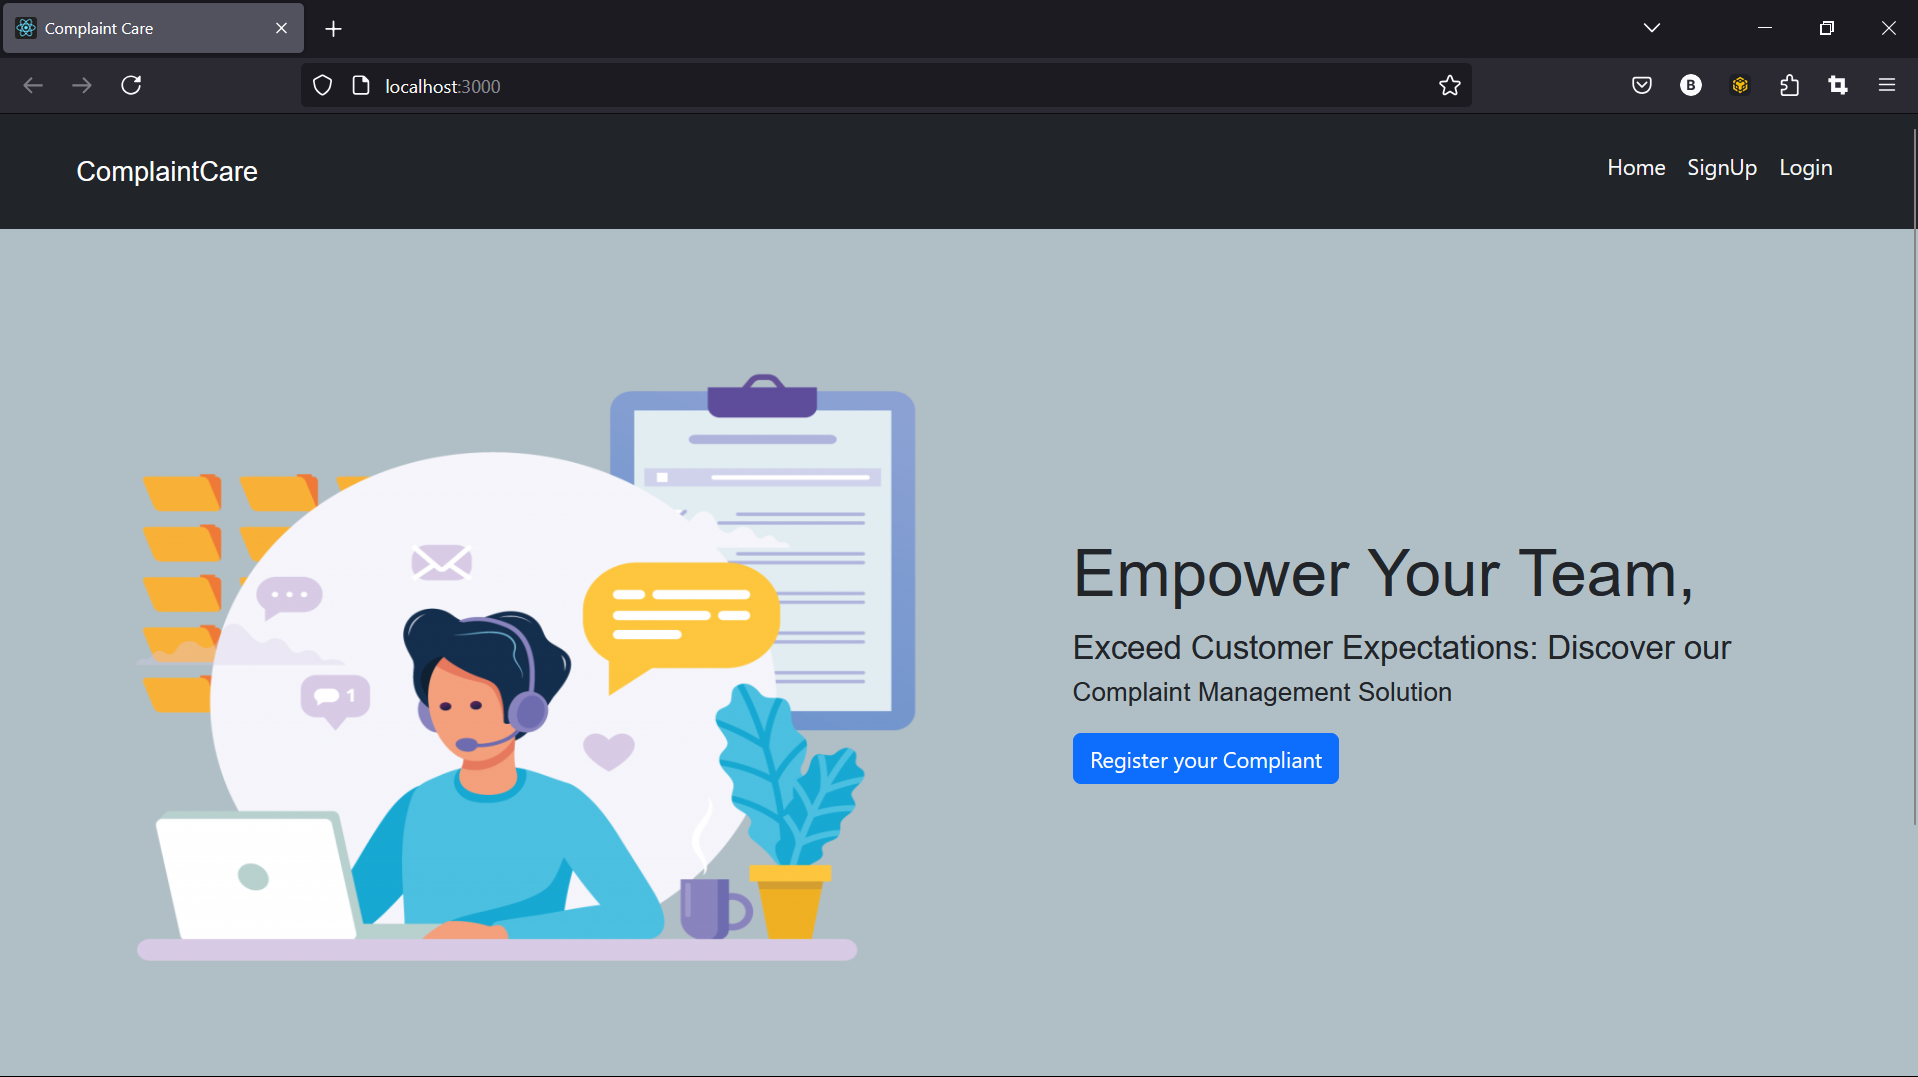 Complaint Care
localhost:3000
B
ComplaintCare
Home SignUp Login
1
Empower Your Team,
Exceed Customer Expectations: Discover our
Complaint Management Solution
Register your Compliant